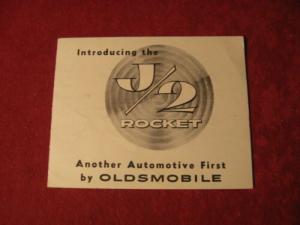 Introducing the
J/2
ROCKET
Another Automotive First
by OLDSMOBILE